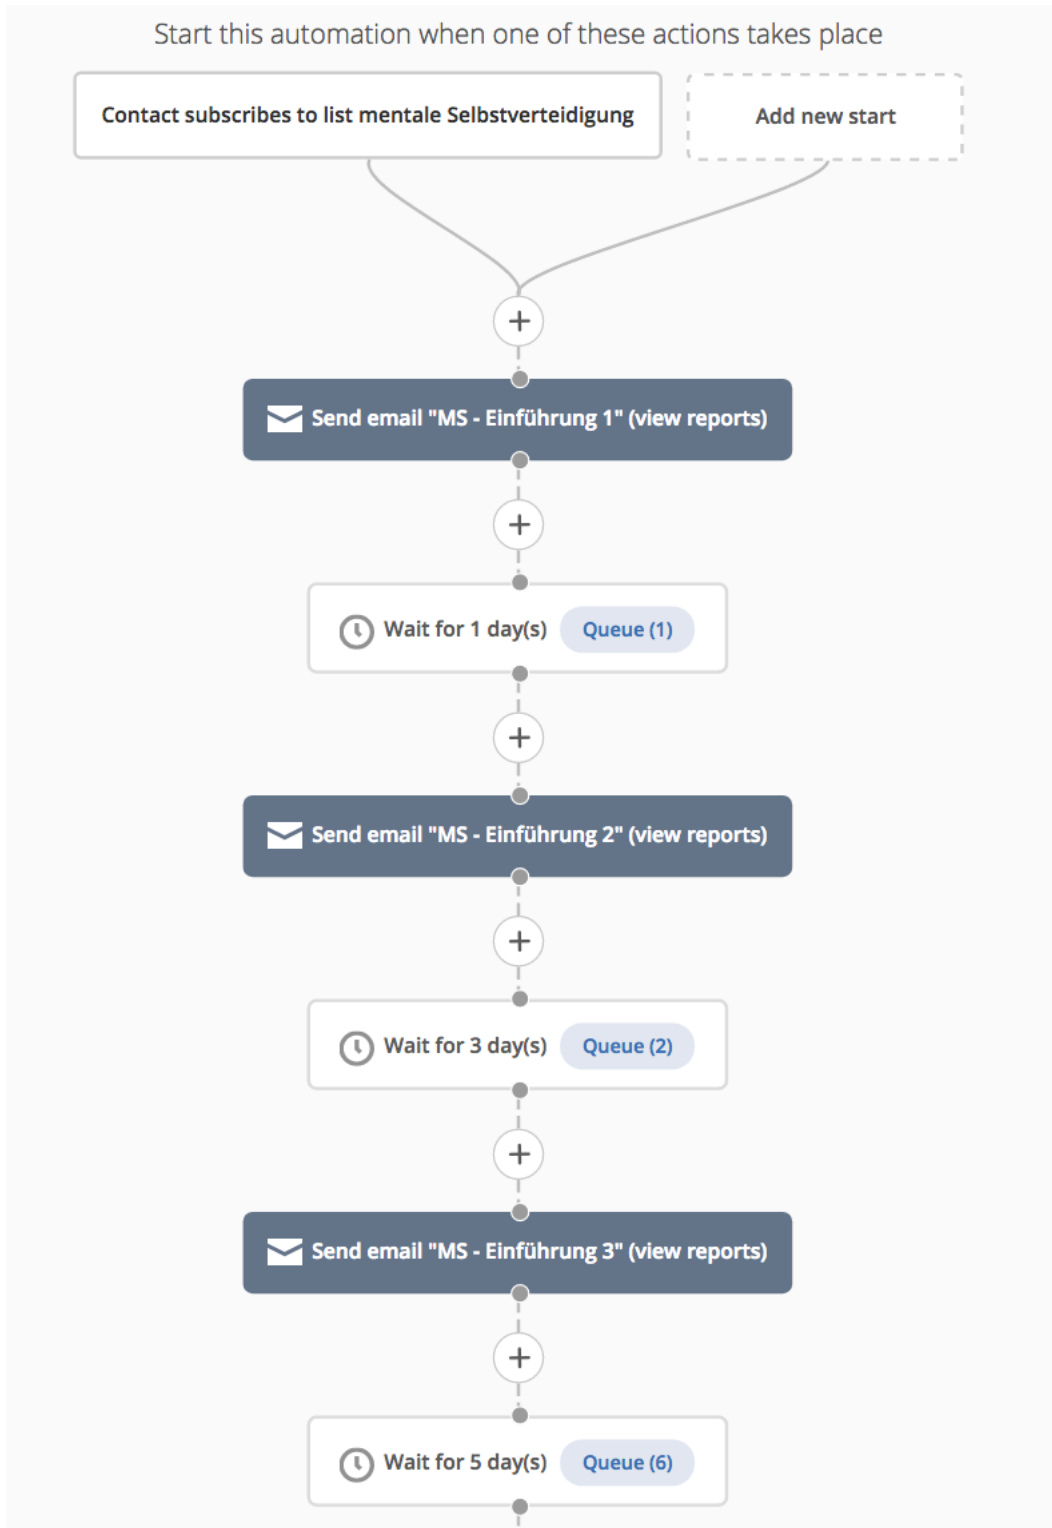 Start this automation when one of these actions takes place
Contact subscribes to list mentale Selbstverteidigung
Add new start
Send email "MS - Einführung 1" (view reports)
Wait for 1 day(s) Queue (1)
Send email "MS - Einführung 2" (view reports)
Wait for 3 day(s) Queue (2)
Send email "MS - Einführung 3" (view reports)
Wait for 5 day(s) Queue (6)